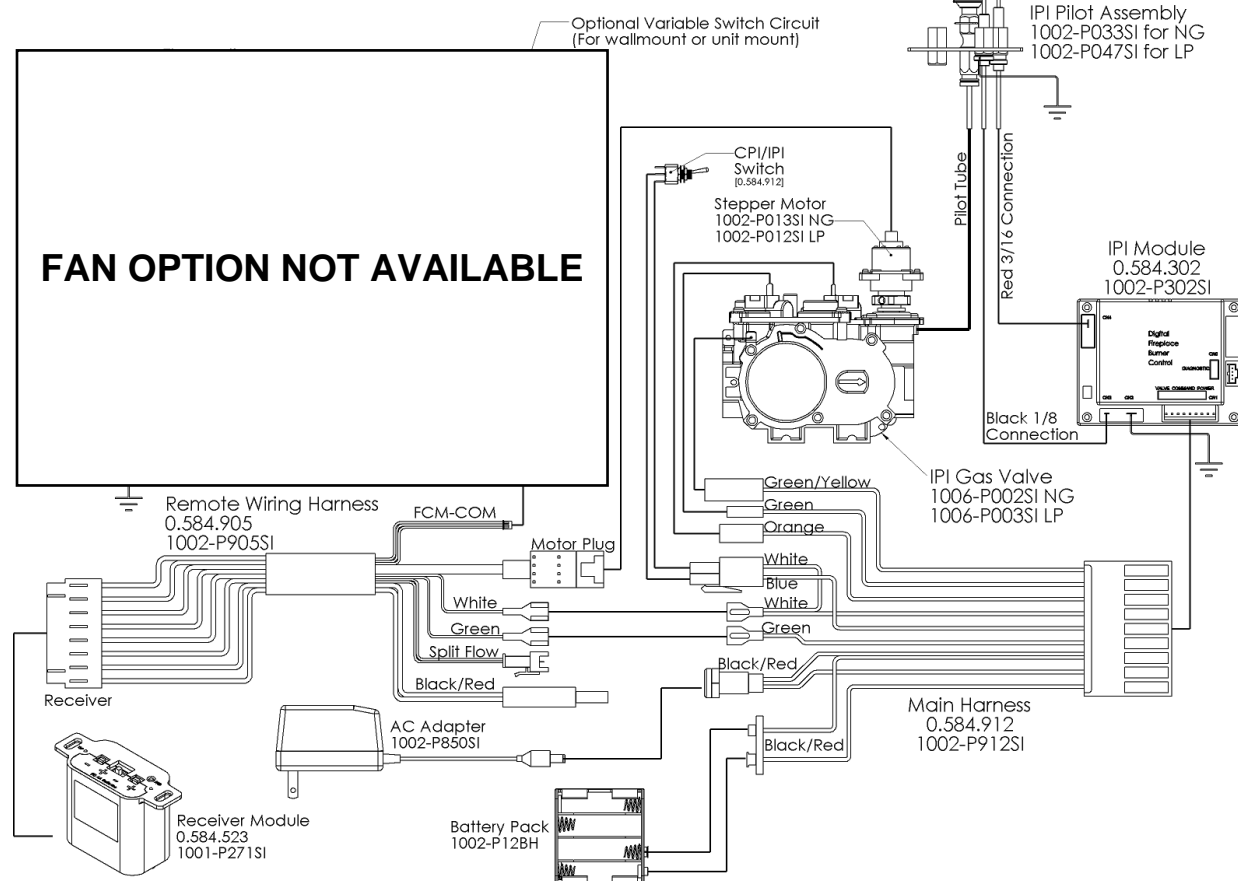 Optional Variable Switch Circuit
(For wallmount or unit mount)
IPI Pilot Assembly
1002-P033SI for NG
1002-P047SI for LP
FAN OPTION NOT AVAILABLE
CPI/IPI
Switch
[0.584.912]
Stepper Motor
1002-P013SI NG
1002-P012SI LP
Pilot Tube
Red 3/16 Connection
IPI Module
0.584.302
1002-P302SI
CN4
Digital
Fireplace
Burner
Control
DIAGNOSTIC
VALVE COMMAND POWER
CN1
Black 1/8
Connection
IPI Gas Valve
1006-P002SI NG
1006-P003SI LP
Remote Wiring Harness
0.584.905
1002-P905SI
FCM-COM
Motor Plug
White
Green
Split Flow
Black/Red
Receiver
Green/Yellow
Green
Orange
White
Blue
White
Green
Black/Red
Black/Red
Main Harness
0.584.912
1002-P912SI
AC Adapter
1002-P850SI
Receiver Module
0.584.523
1001-P271SI
Battery Pack
1002-P12BH